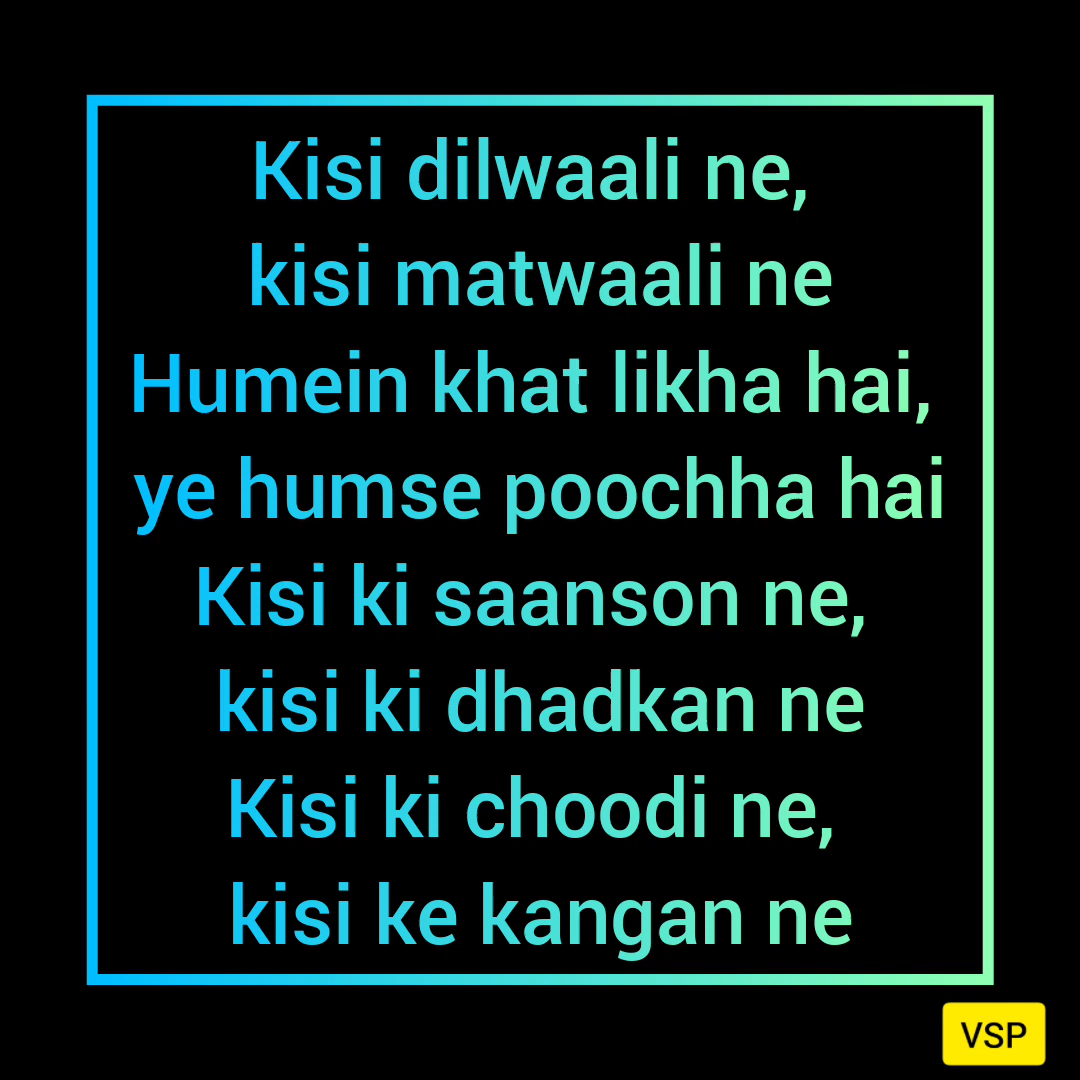 Kisi dilwaali ne,
kisi matwaali ne
Humein khat likha hai,
ye humse poochha hai
Kisi ki saanson ne,
kisi ki dhadkan ne
Kisi ki choodi ne,
kisi ke kangan ne
VSP